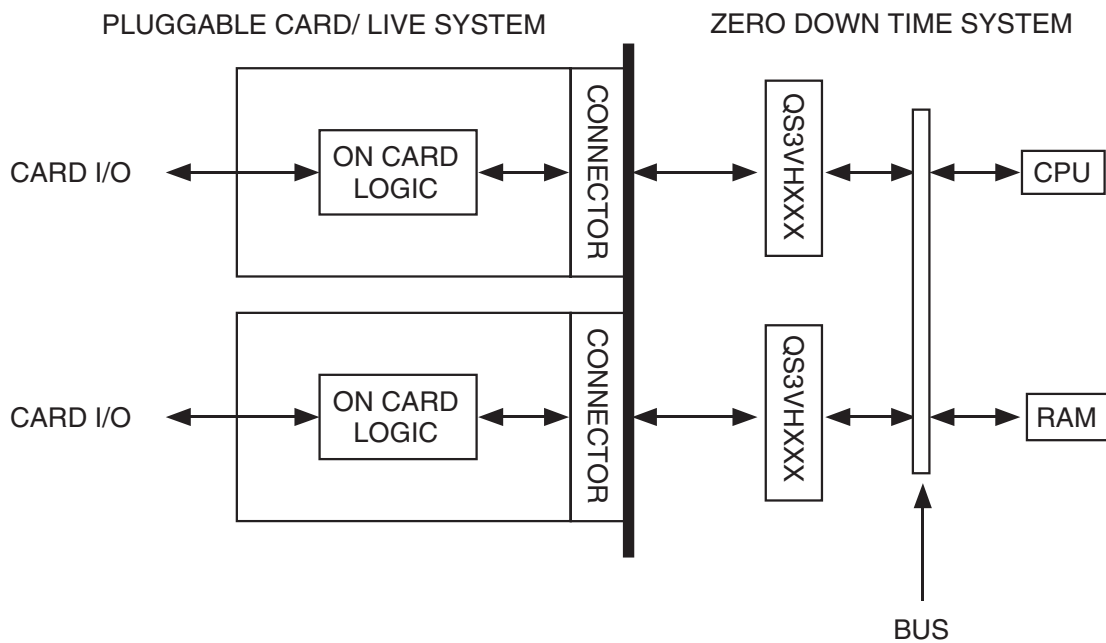 PLUGGABLE CARD/ LIVE SYSTEM
ZERO DOWN TIME SYSTEM
CARD I/O
ON CARD
LOGIC
CONNECTOR
QS3VHXXX
CPU
CARD I/O
ON CARD
LOGIC
CONNECTOR
QS3VHXXX
RAM
BUS